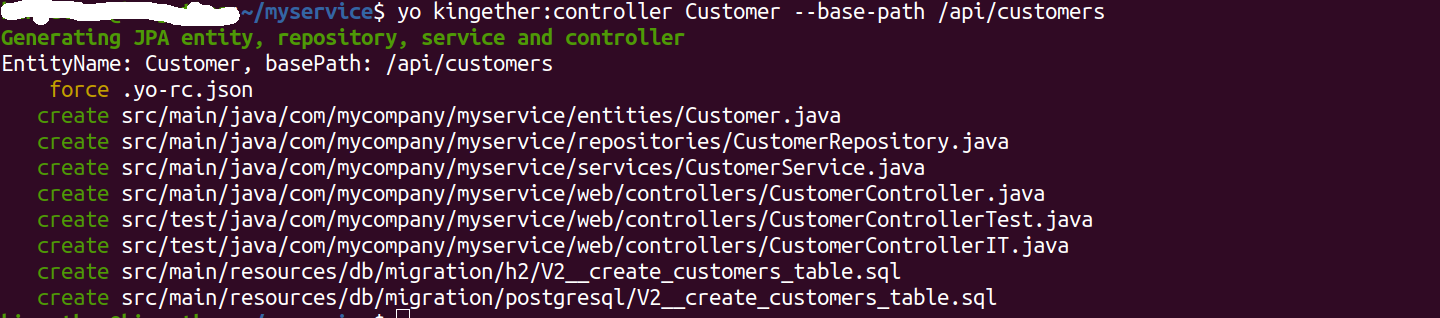 ~/myservice$ yo kingether:controller Customer --base-path /api/customers
Generating JPA entity, repository, service and controller
EntityName: Customer, basePath: /api/customers
force .yo-rc.json
create src/main/java/com/mycompany/myservice/entities/Customer.java
create src/main/java/com/mycompany/myservice/repositories/CustomerRepository.java
create src/main/java/com/mycompany/myservice/services/CustomerService.java
create src/main/java/com/mycompany/myservice/web/controllers/CustomerController.java
create src/test/java/com/mycompany/myservice/web/controllers/CustomerControllerTest.java
create src/test/java/com/mycompany/myservice/web/controllers/CustomerControllerIT.java
create src/main/resources/db/migration/h2/V2__create_customers_table.sql
create src/main/resources/db/migration/postgresql/V2__create_customers_table.sql